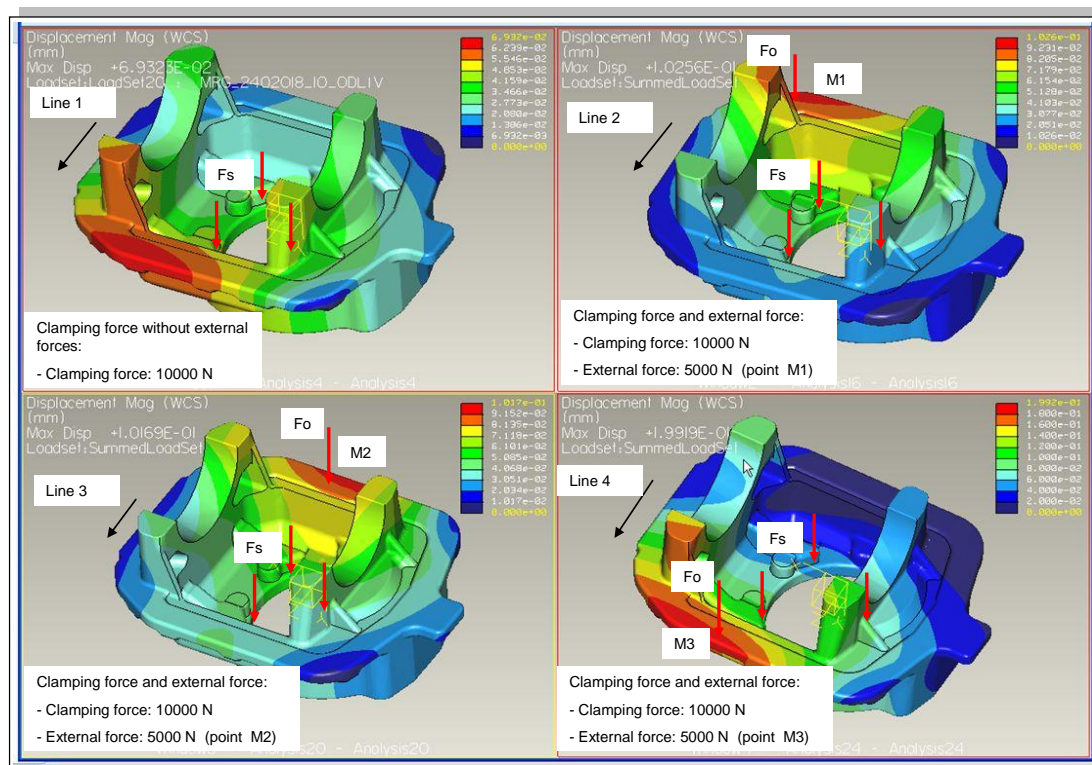 Displacement Mag (WCS)
(mm)
Max Disp +6.9323E-02
Loadset:LoadSet20 : MRG_2402018_10_ODLIV
6.932e-02
6.239e-02
5.546e-02
4.853e-02
4.159e-02
3.466e-02
2.773e-02
2.080e-02
1.386e-02
6.932e-03
0.000e+00
Line 1
Fs
Clamping force without external
forces:
- Clamping force: 10000 N
Analysis4 - Analysis4
Displacement Mag (WCS)
(mm)
Max Disp +1.0256E-01
Loadset:SummedLoadSet
1.026e-01
9.231e-02
8.205e-02
7.179e-02
6.154e-02
5.128e-02
4.103e-02
3.077e-02
2.051e-02
1.026e-02
0.000e+00
Fo
M1
Line 2
Fs
Clamping force and external force:
- Clamping force: 10000 N
- External force: 5000 N (point M1)
Analysis16 - Analysis16
Displacement Mag (WCS)
(mm)
Max Disp +1.0169E-01
Loadset:SummedLoadSet
1.017e-01
9.152e-02
8.135e-02
7.118e-02
6.101e-02
5.085e-02
4.068e-02
3.051e-02
2.034e-02
1.017e-02
0.000e+00
Fo
M2
Line 3
Fs
Clamping force and external force:
- Clamping force: 10000 N
- External force: 5000 N (point M2)
Analysis20 - Analysis20
Displacement Mag (WCS)
(mm)
Max Disp +1.9919E-01
Loadset:SummedLoadSet
1.992e-01
1.600e-01
1.400e-01
1.200e-01
1.000e-01
8.000e-02
6.000e-02
4.000e-02
2.000e-02
0.000e+00
Line 4
Fs
Fo
M3
Clamping force and external force:
- Clamping force: 10000 N
- External force: 5000 N (point M3)
Analysis24 - Analysis24